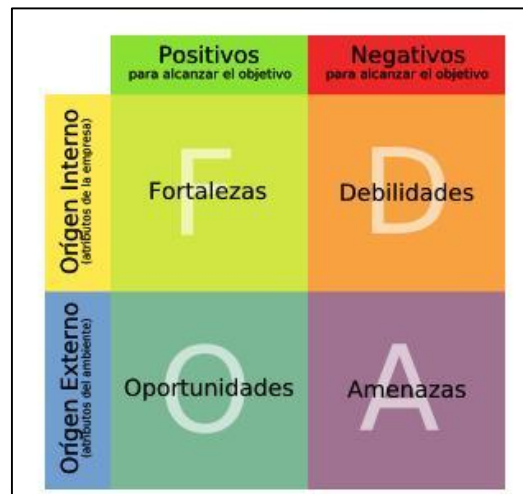 Positivos
para alcanzar el objetivo
Negativos
para alcanzar el objetivo
Orígen Interno
(atributos de la empresa)
F
Fortalezas
D
Debilidades
Orígen Externo
(atributos del ambiente)
O
Oportunidades
A
Amenazas